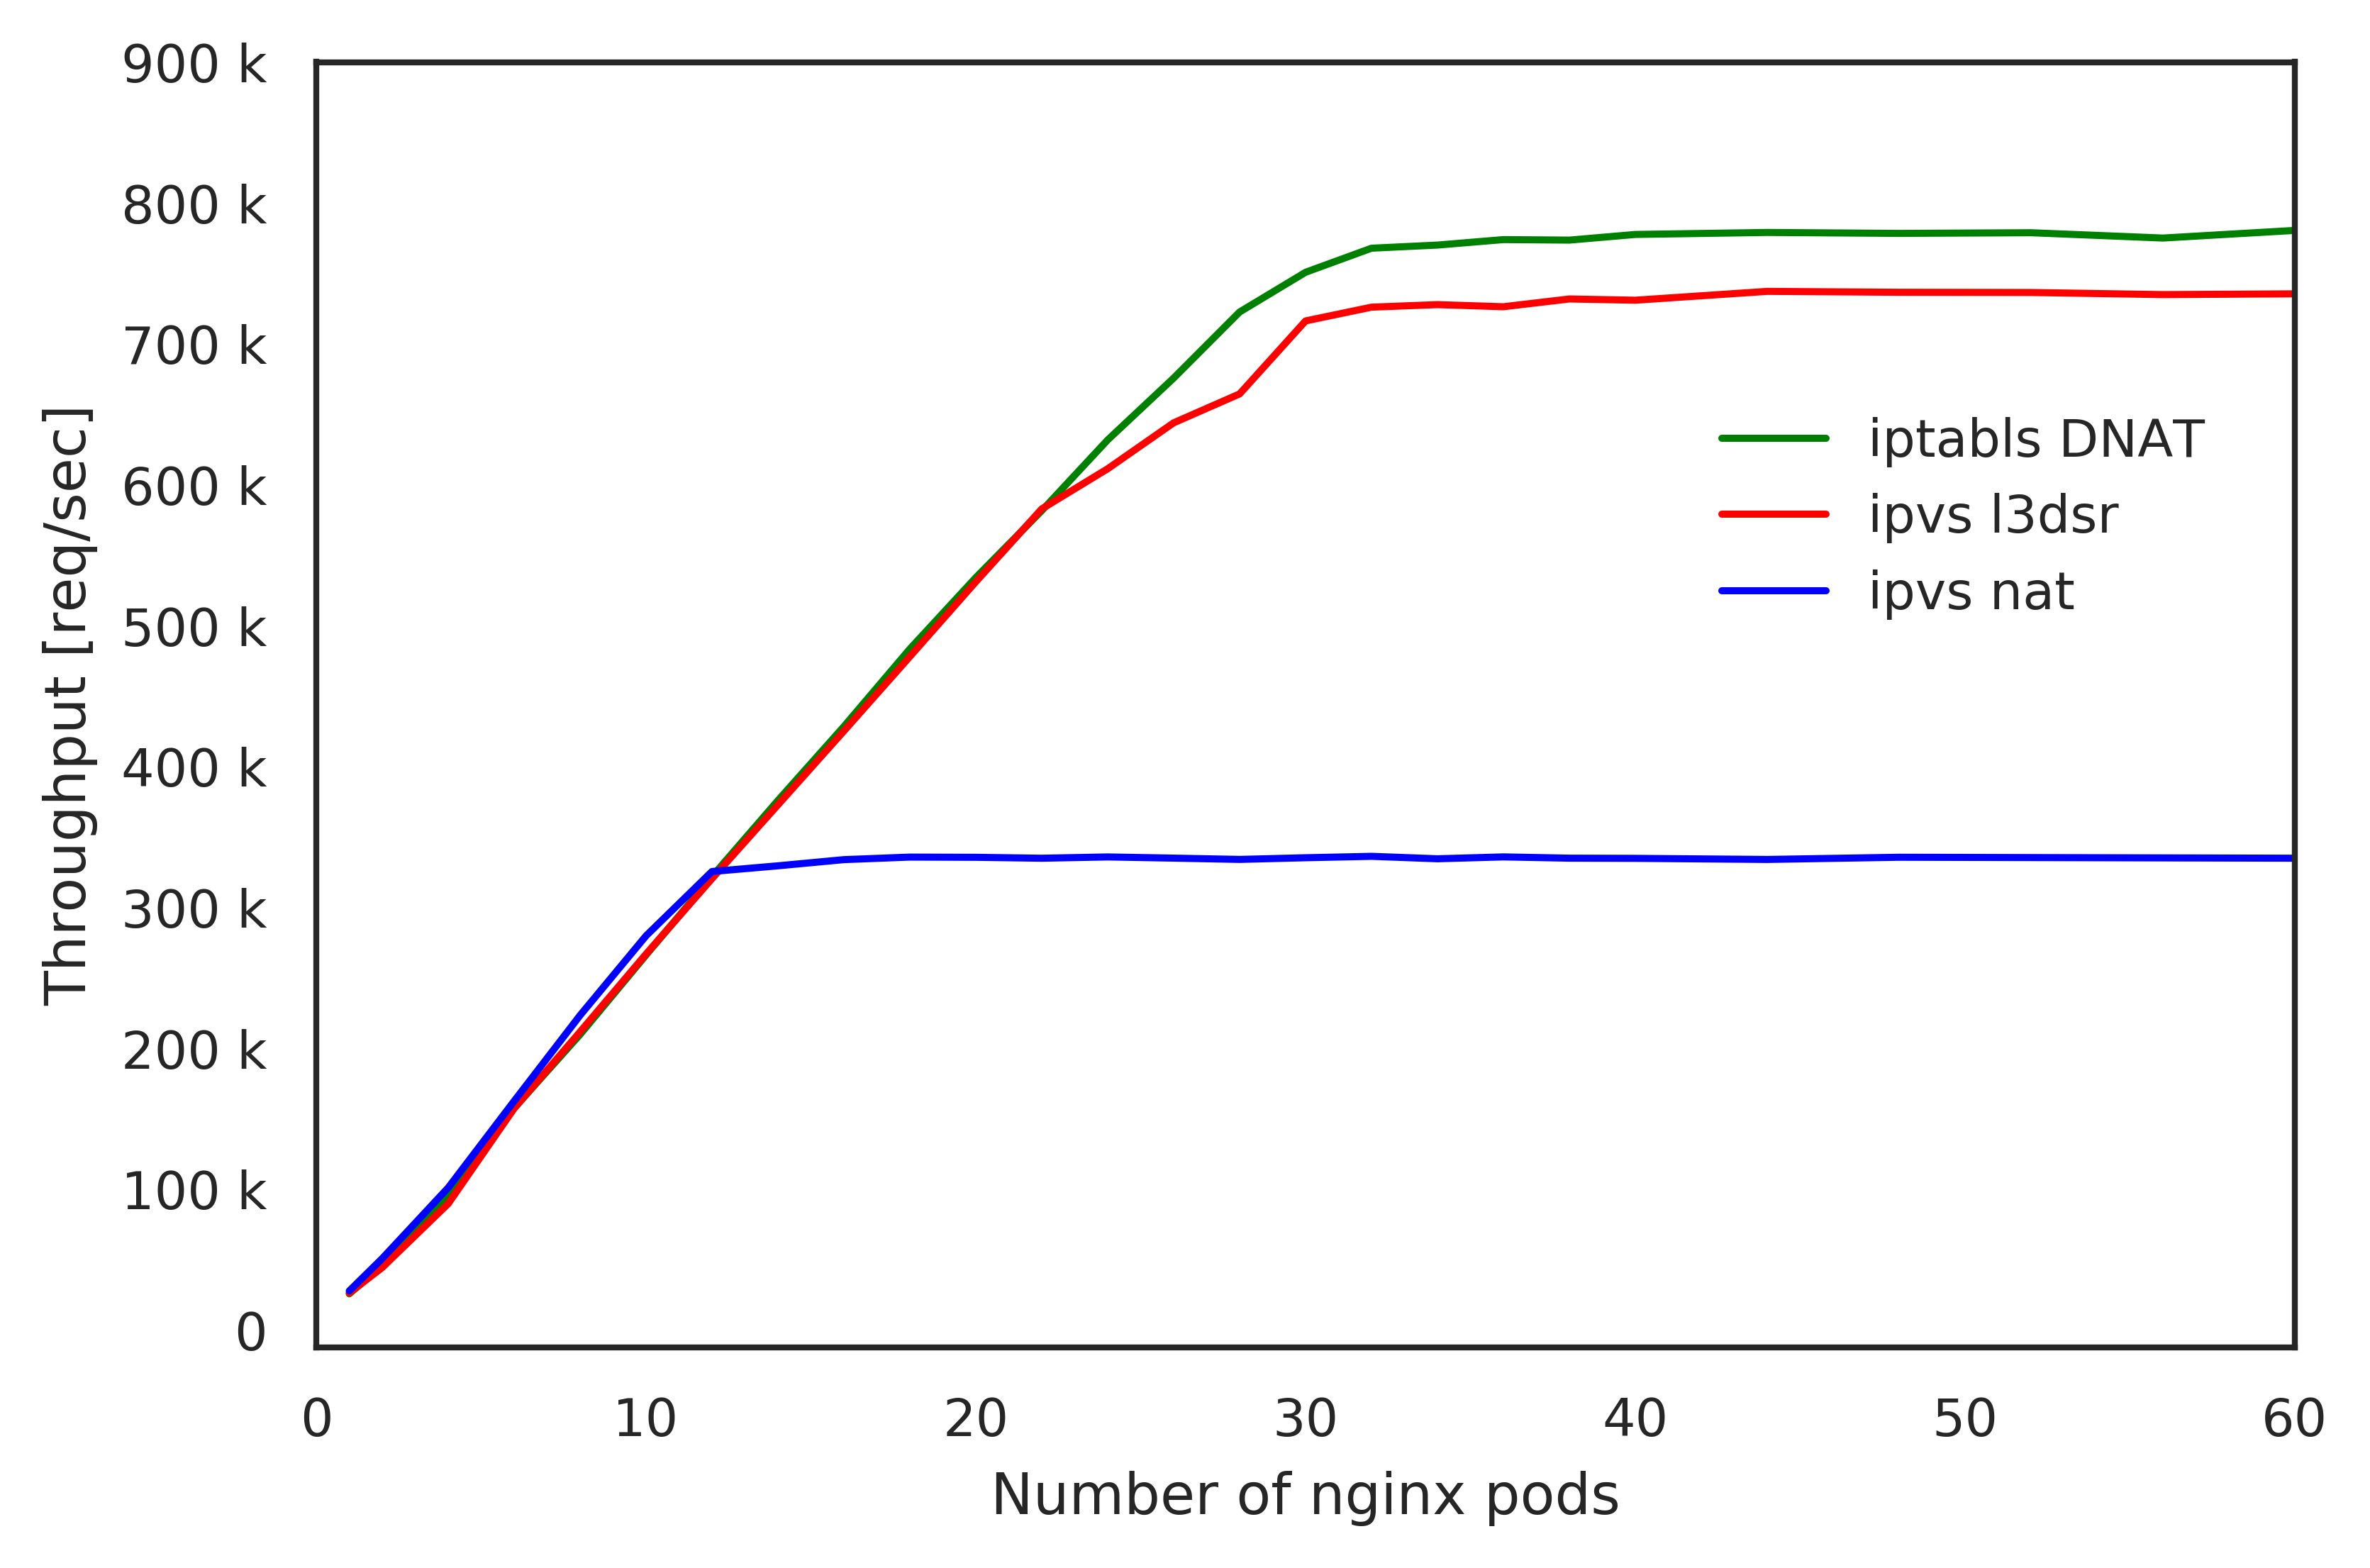 900 k
800 k
700 k
600 k
500 k
400 k
300 k
200 k
100 k
0
Throughput [req/sec]
iptabls DNAT
ipvs l3dsr
ipvs nat
0 10 20 30 40 50 60
Number of nginx pods